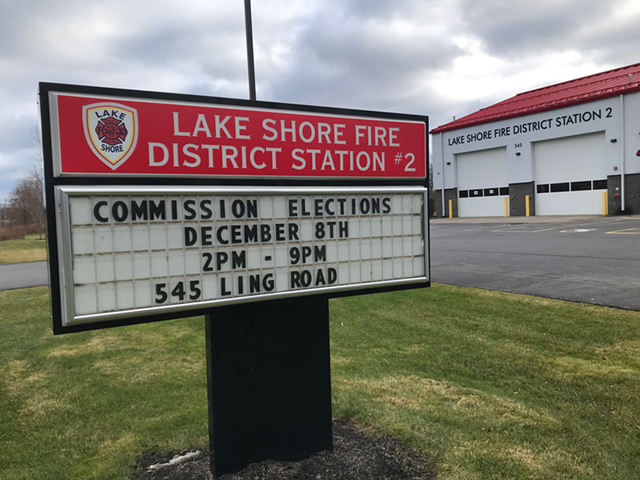 LAKE
SHORE
LAKE SHORE FIRE
DISTRICT STATION #2
COMMISSION ELECTIONS
DECEMBER 8TH
2PM - 9PM
545 LING ROAD
LAKE SHORE FIRE DISTRICT STATION 2
545